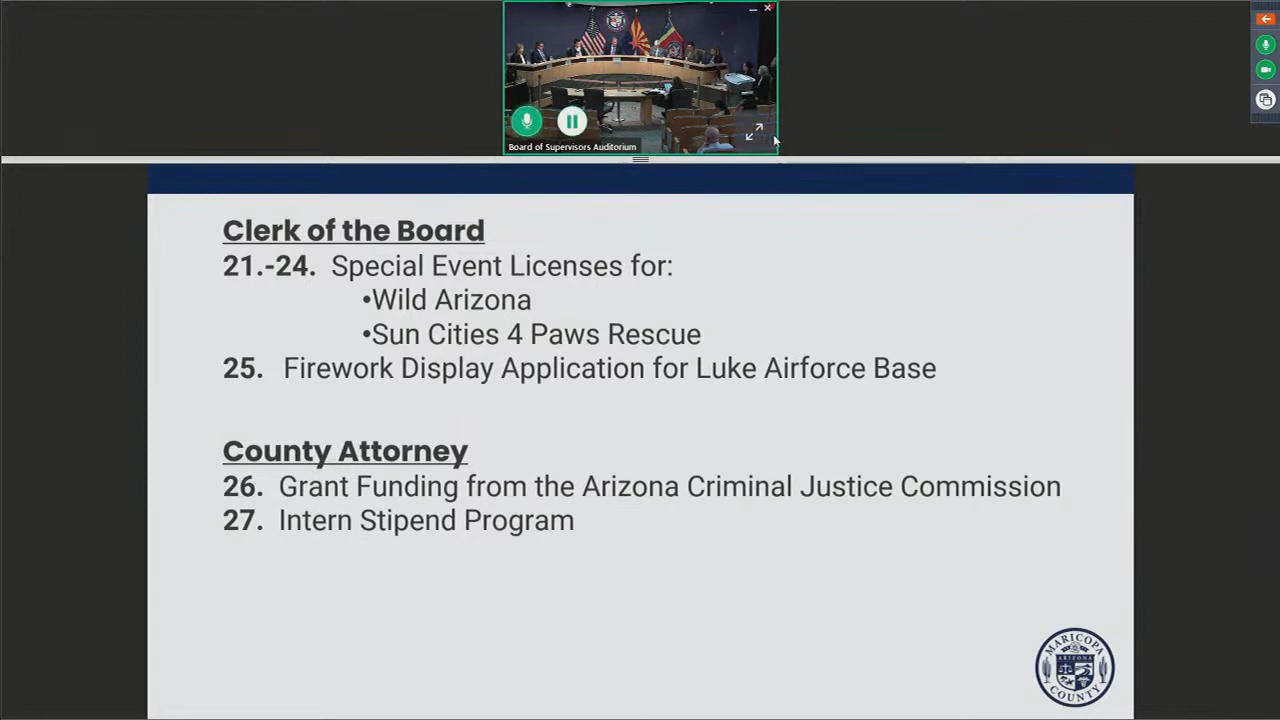 Board of Supervisors Auditorium
Clerk of the Board
21.-24. Special Event Licenses for:
•Wild Arizona
•Sun Cities 4 Paws Rescue
25. Firework Display Application for Luke Airforce Base
County Attorney
26. Grant Funding from the Arizona Criminal Justice Commission
27. Intern Stipend Program
MARICOPA
ARIZONA
COUNTY